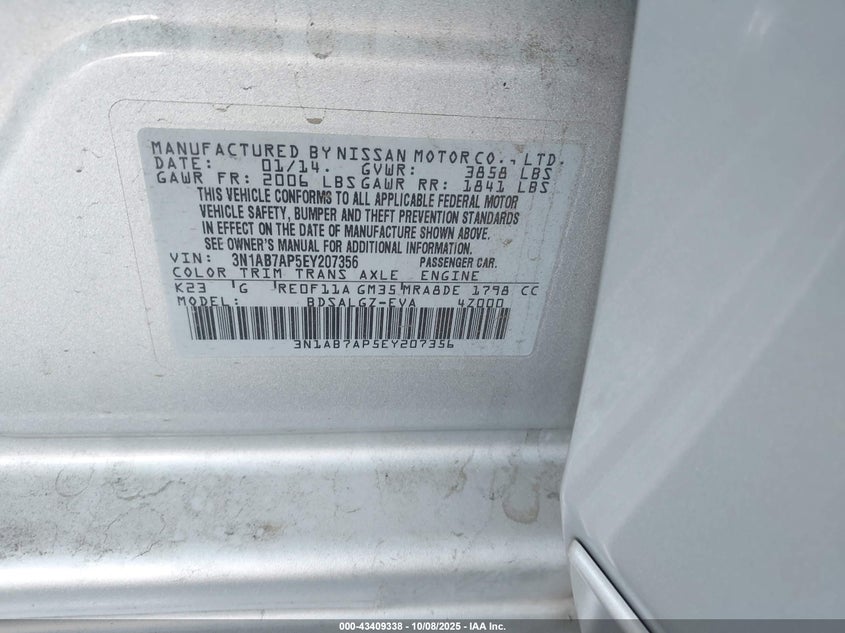 MANUFACTURED BY NISSAN MOTOR CO., LTD.
DATE: 01/14. GVWR: 3858 LBS
GAWR FR: 2006 LBS GAWR RR: 1841 LBS
THIS VEHICLE CONFORMS TO ALL APPLICABLE FEDERAL MOTOR
VEHICLE SAFETY, BUMPER AND THEFT PREVENTION STANDARDS
IN EFFECT ON THE DATE OF MANUFACTURE SHOWN ABOVE.
SEE OWNER'S MANUAL FOR ADDITIONAL INFORMATION.
VIN: 3N1AB7AP5EY207356 PASSENGER CAR.
COLOR TRIM TRANS AXLE ENGINE
K23 G RE0F11A GM35 MRA8DE 1798 CC
MODEL: BDSALGZ-EVA 4Z000
3N1AB7AP5EY207356
000-43409338 - 10/08/2025 - IAA Inc.